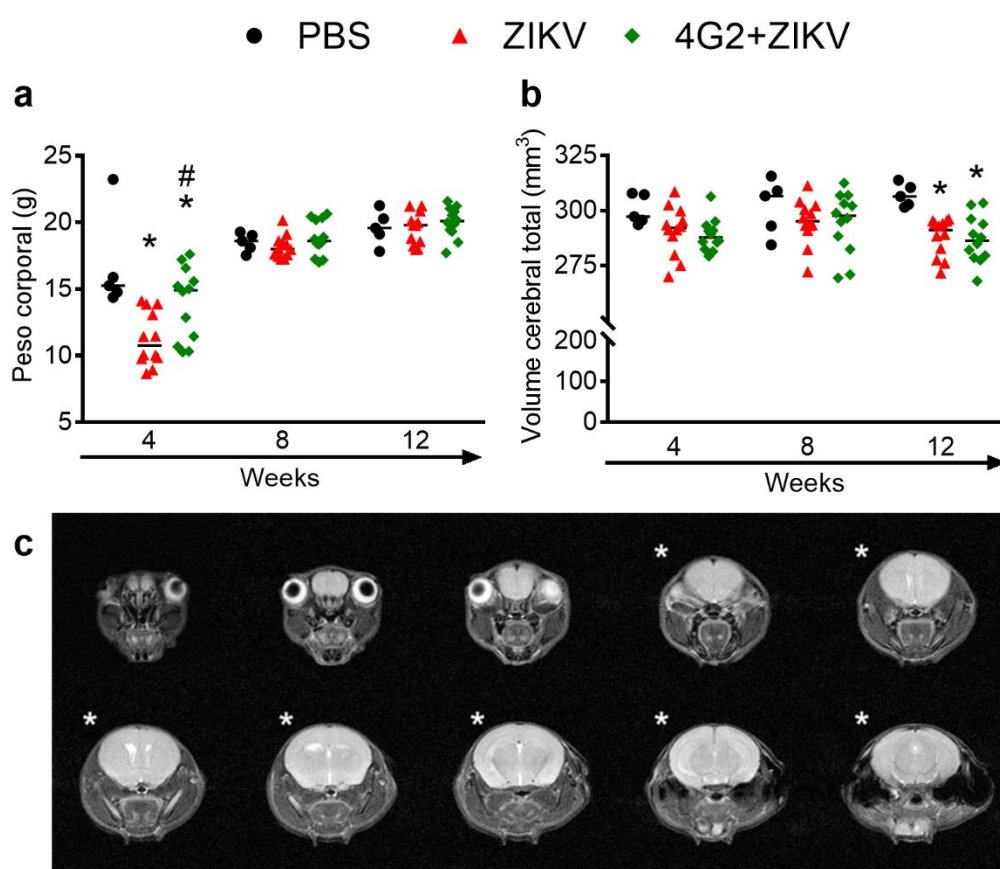 PBS ZIKV 4G2+ZIKV
a
Peso corporal (g)
25
20
15
10
5
*
#
*
4 8 12
Weeks
b
Volume cerebral total (mm³)
325
300
275
200
100
0
* *
4 8 12
Weeks
c
* *
* * * * *